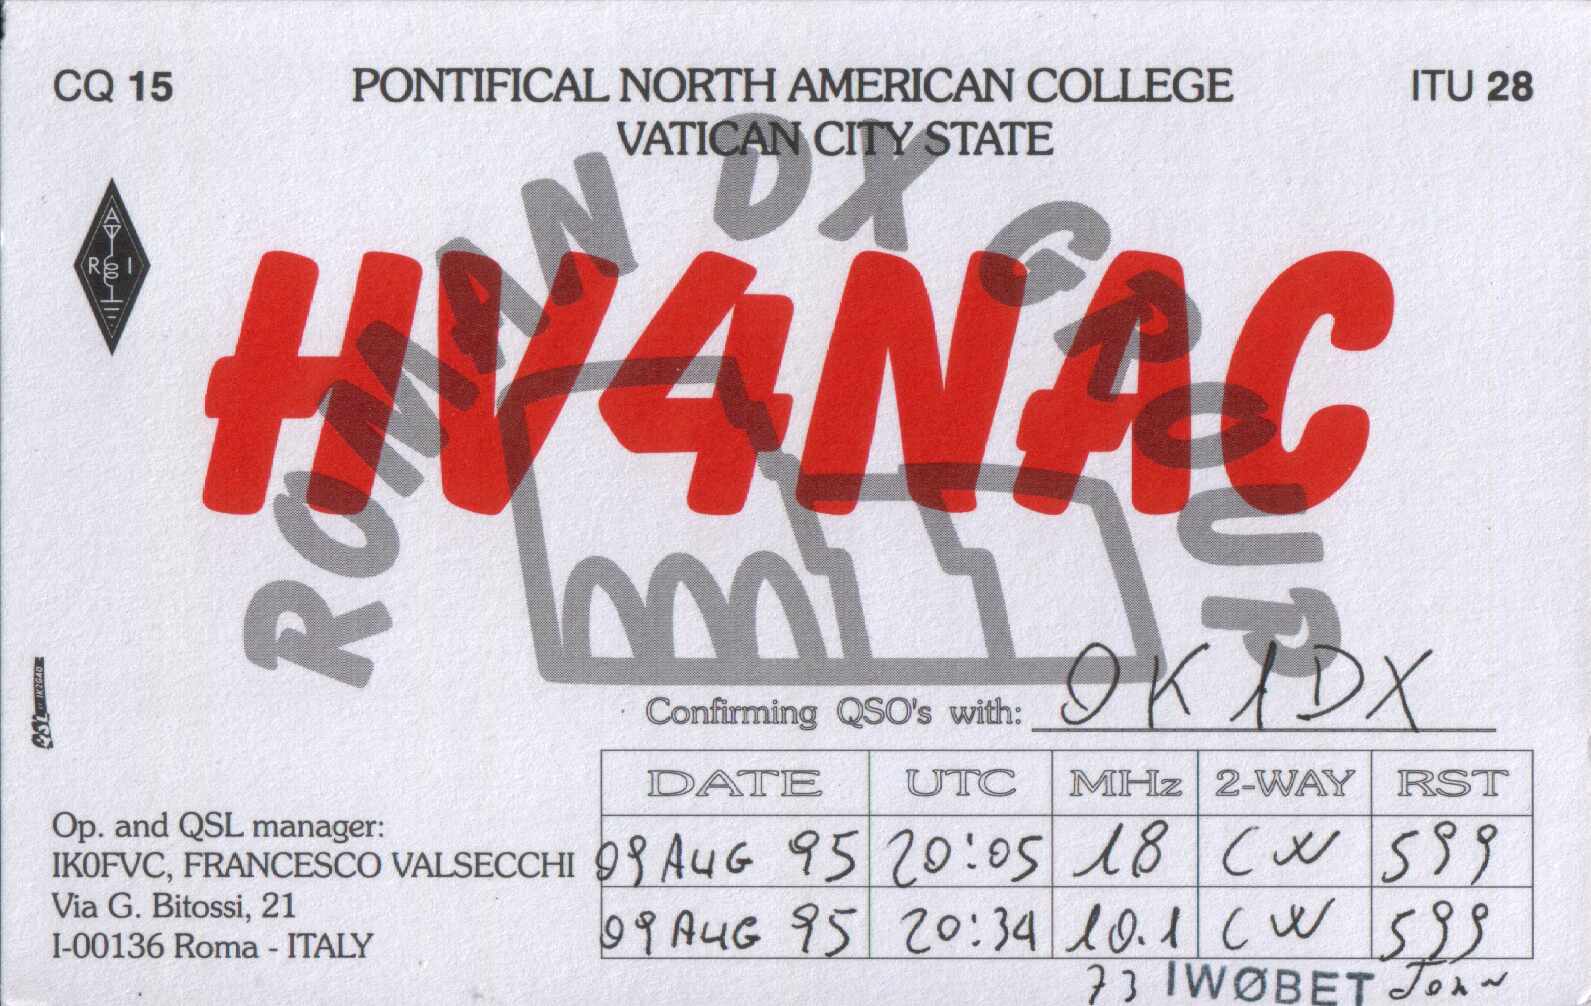 CQ 15
PONTIFICAL NORTH AMERICAN COLLEGE
ITU 28
VATICAN CITY STATE
ROMAN DX GROUP
A
R I
HV4NAC
Confirming QSO's with: OK1DX
DATE UTC MHz 2-WAY RST
09 AUG 95 20:05 18 CW 599
09 AUG 95 20:34 10.1 CW 599
Op. and QSL manager:
IK0FVC, FRANCESCO VALSECCHI
Via G. Bitossi, 21
I-00136 Roma - ITALY
73 IWØBET